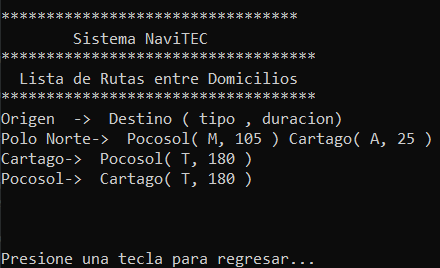 *********************************
Sistema NaviTEC
***********************************
Lista de Rutas entre Domicilios
***********************************
Origen  ->  Destino ( tipo , duracion)
Polo Norte->  Pocosol( M, 105 ) Cartago( A, 25 )
Cartago->  Pocosol( T, 180 )
Pocosol->  Cartago( T, 180 )
Presione una tecla para regresar...